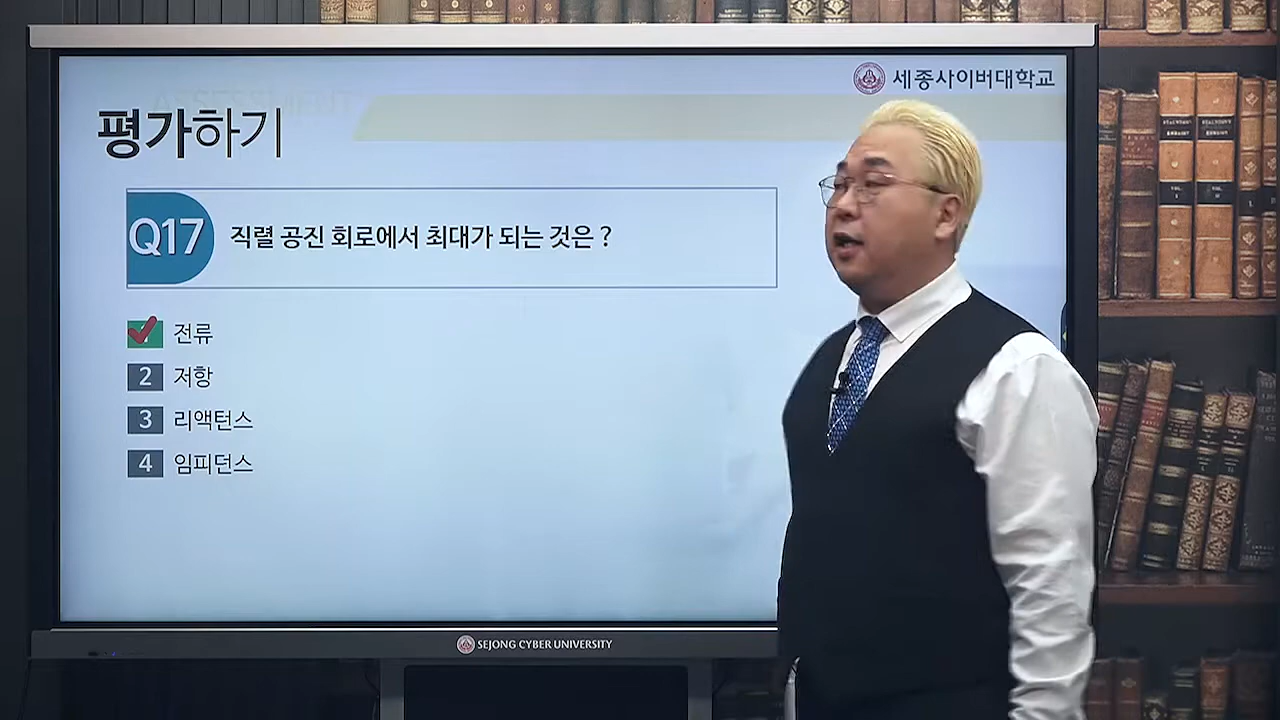 세종사이버대학교
평가하기
Q17 직렬 공진 회로에서 최대가 되는 것은 ?
전류
2 저항
3 리액턴스
4 임피던스
SEJONG CYBER UNIVERSITY